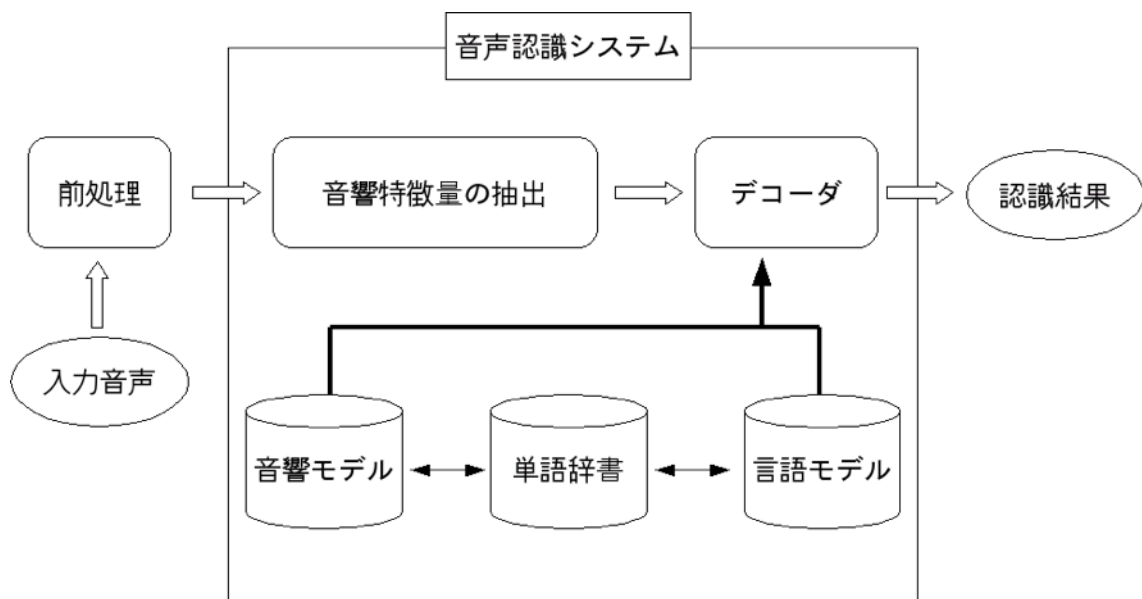 音声認識システム
前処理
音響特徴量の抽出
デコーダ
認識結果
入力音声
音響モデル
単語辞書
言語モデル